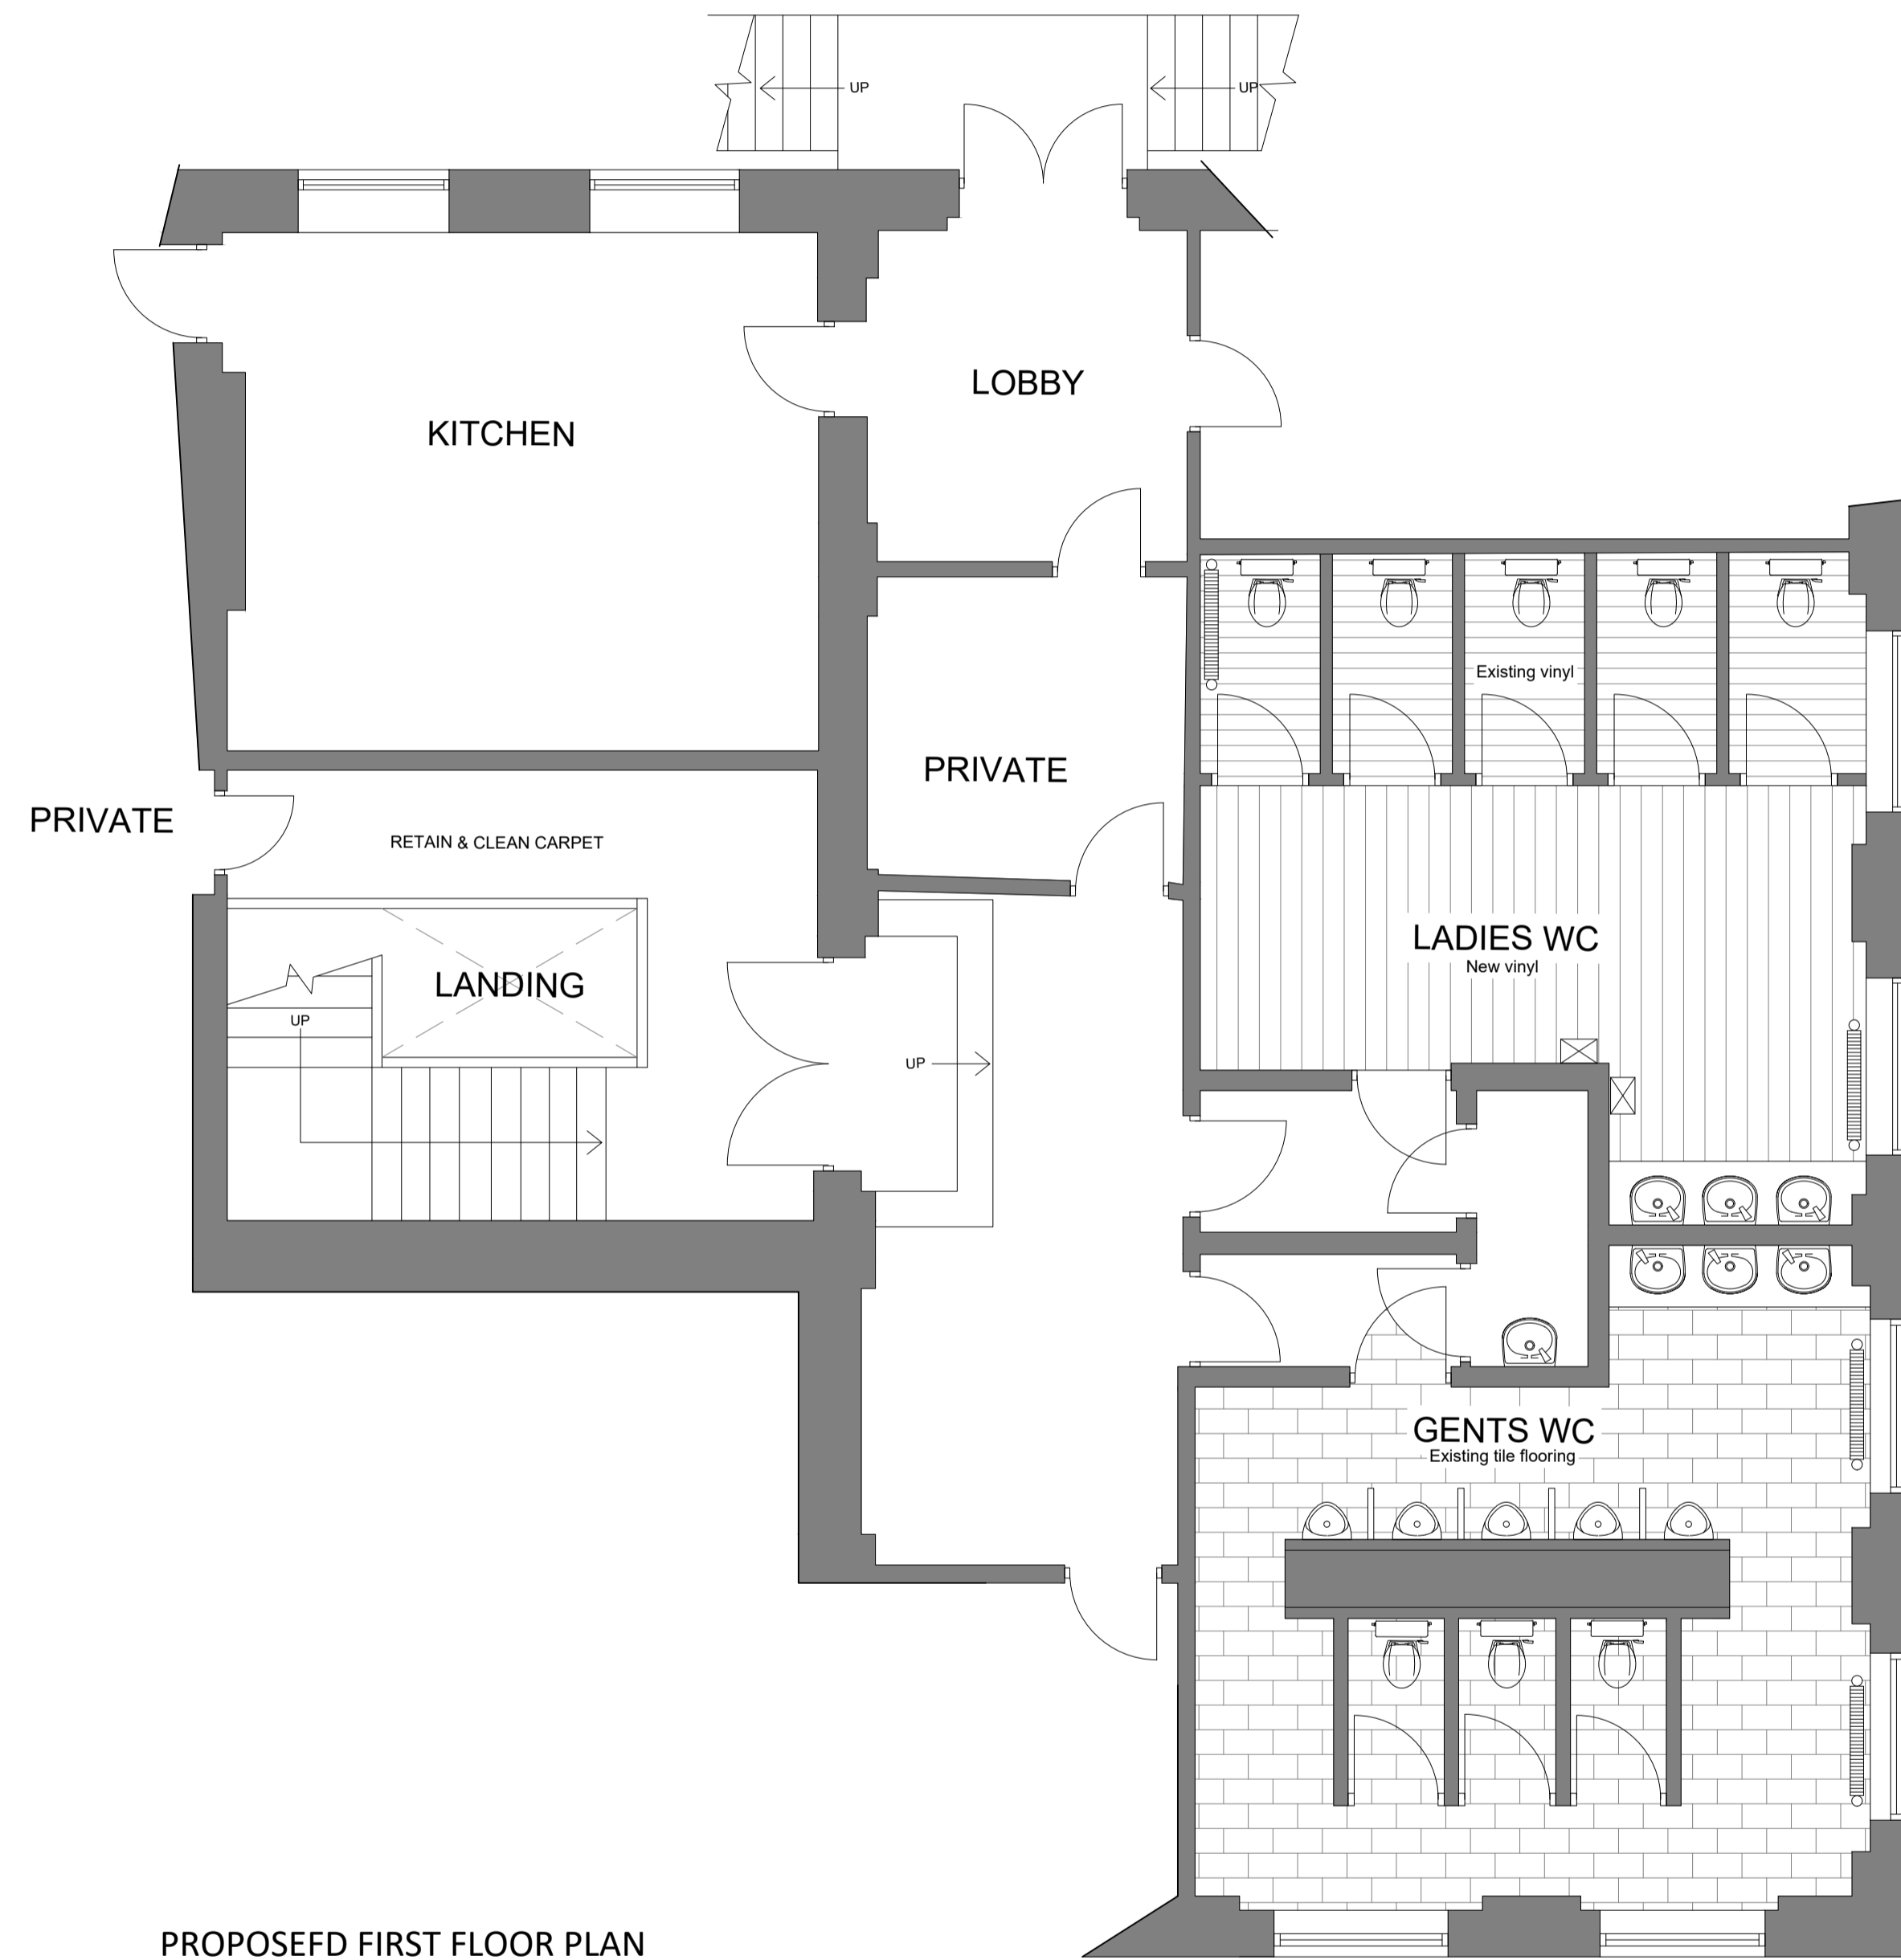 UP
UP
LOBBY
KITCHEN
Existing vinyl
PRIVATE
PRIVATE
RETAIN & CLEAN CARPET
LADIES WC
New vinyl
LANDING
UP
UP
GENTS WC
Existing tile flooring
PROPOSEFD FIRST FLOOR PLAN